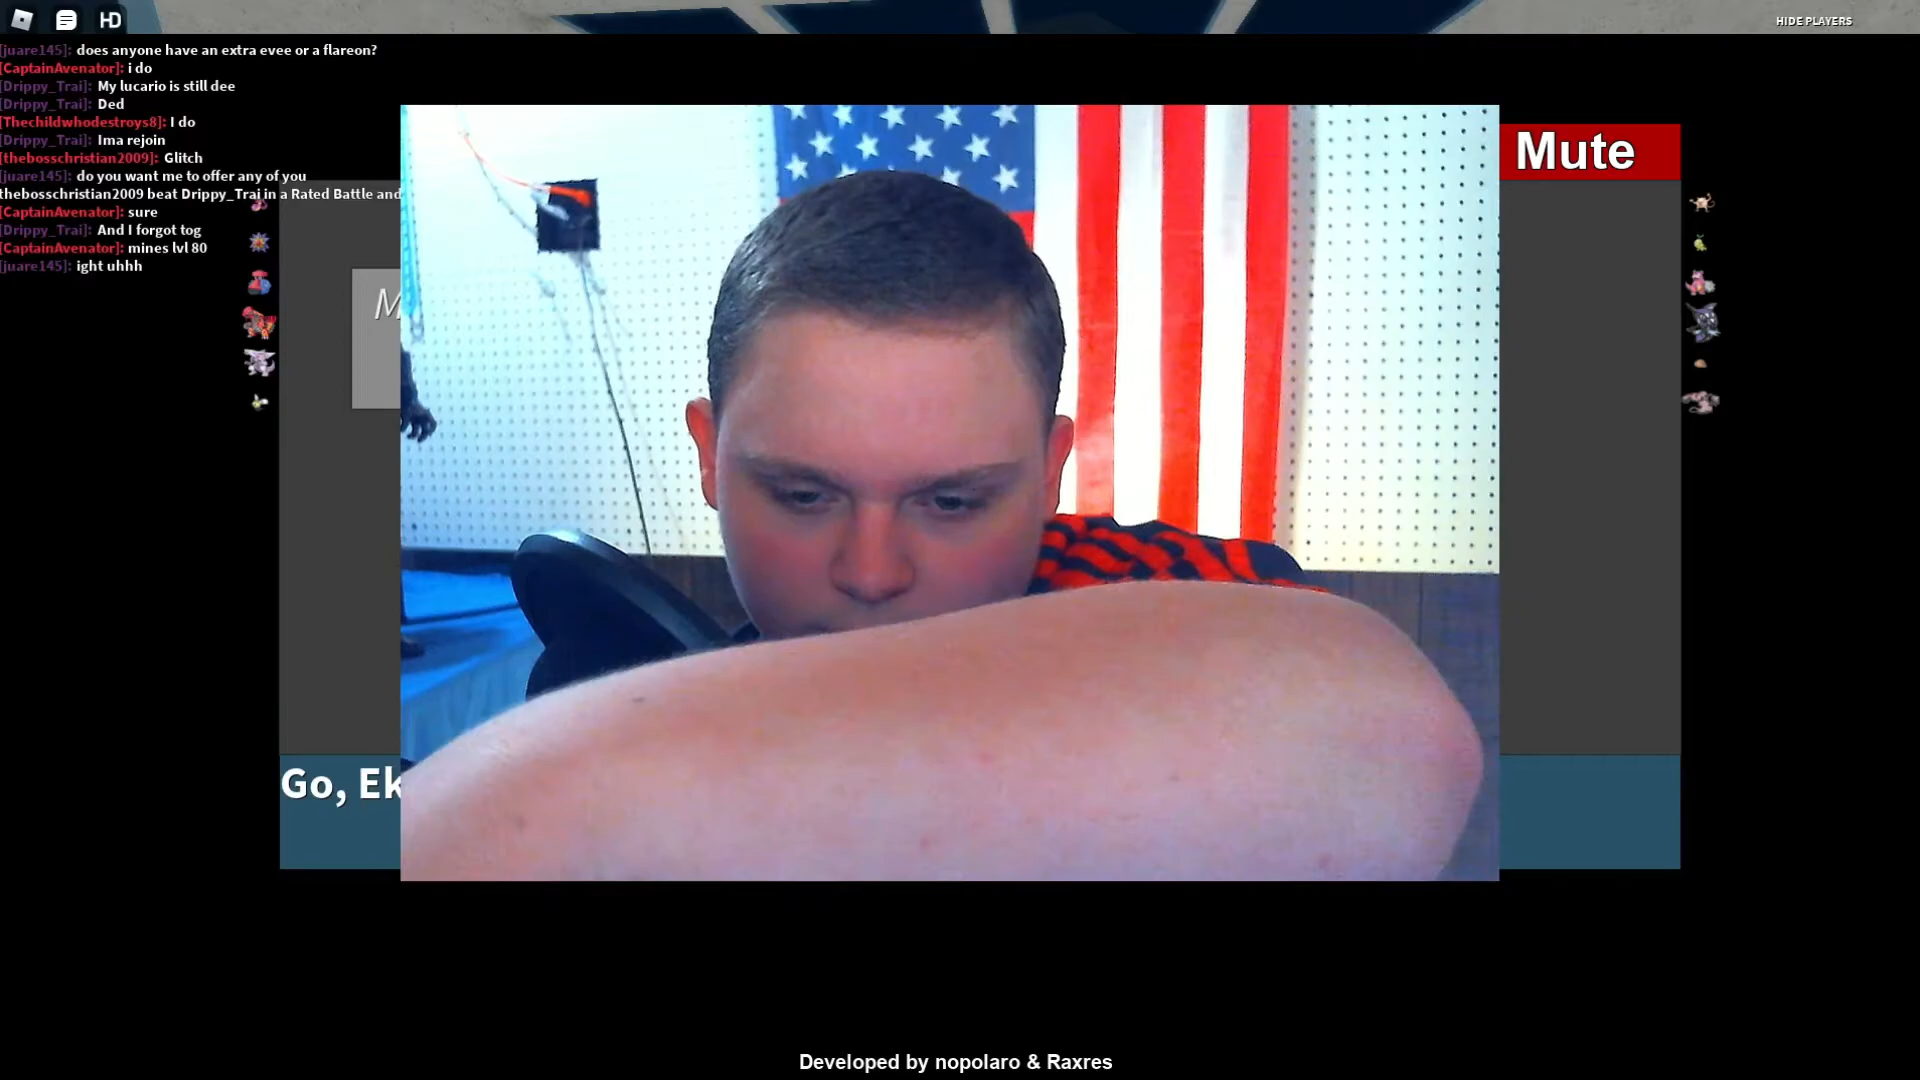 HD
HIDE PLAYERS
[juare145]: does anyone have an extra evee or a flareon?
[CaptainAvenator]: i do
[Drippy_Trai]: My lucario is still dee
[Drippy_Trai]: Ded
[Thechildwhodestroys8]: I do
[Drippy_Trai]: Ima rejoin
[thebosschristian2009]: Glitch
[juare145]: do you want me to offer any of you
thebosschristian2009 beat Drippy_Trai in a Rated Battle and
[CaptainAvenator]: sure
[Drippy_Trai]: And I forgot tog
[CaptainAvenator]: mines lvl 80
[juare145]: ight uhhh
Mute
M
Go, Ek
Developed by nopolaro & Raxres